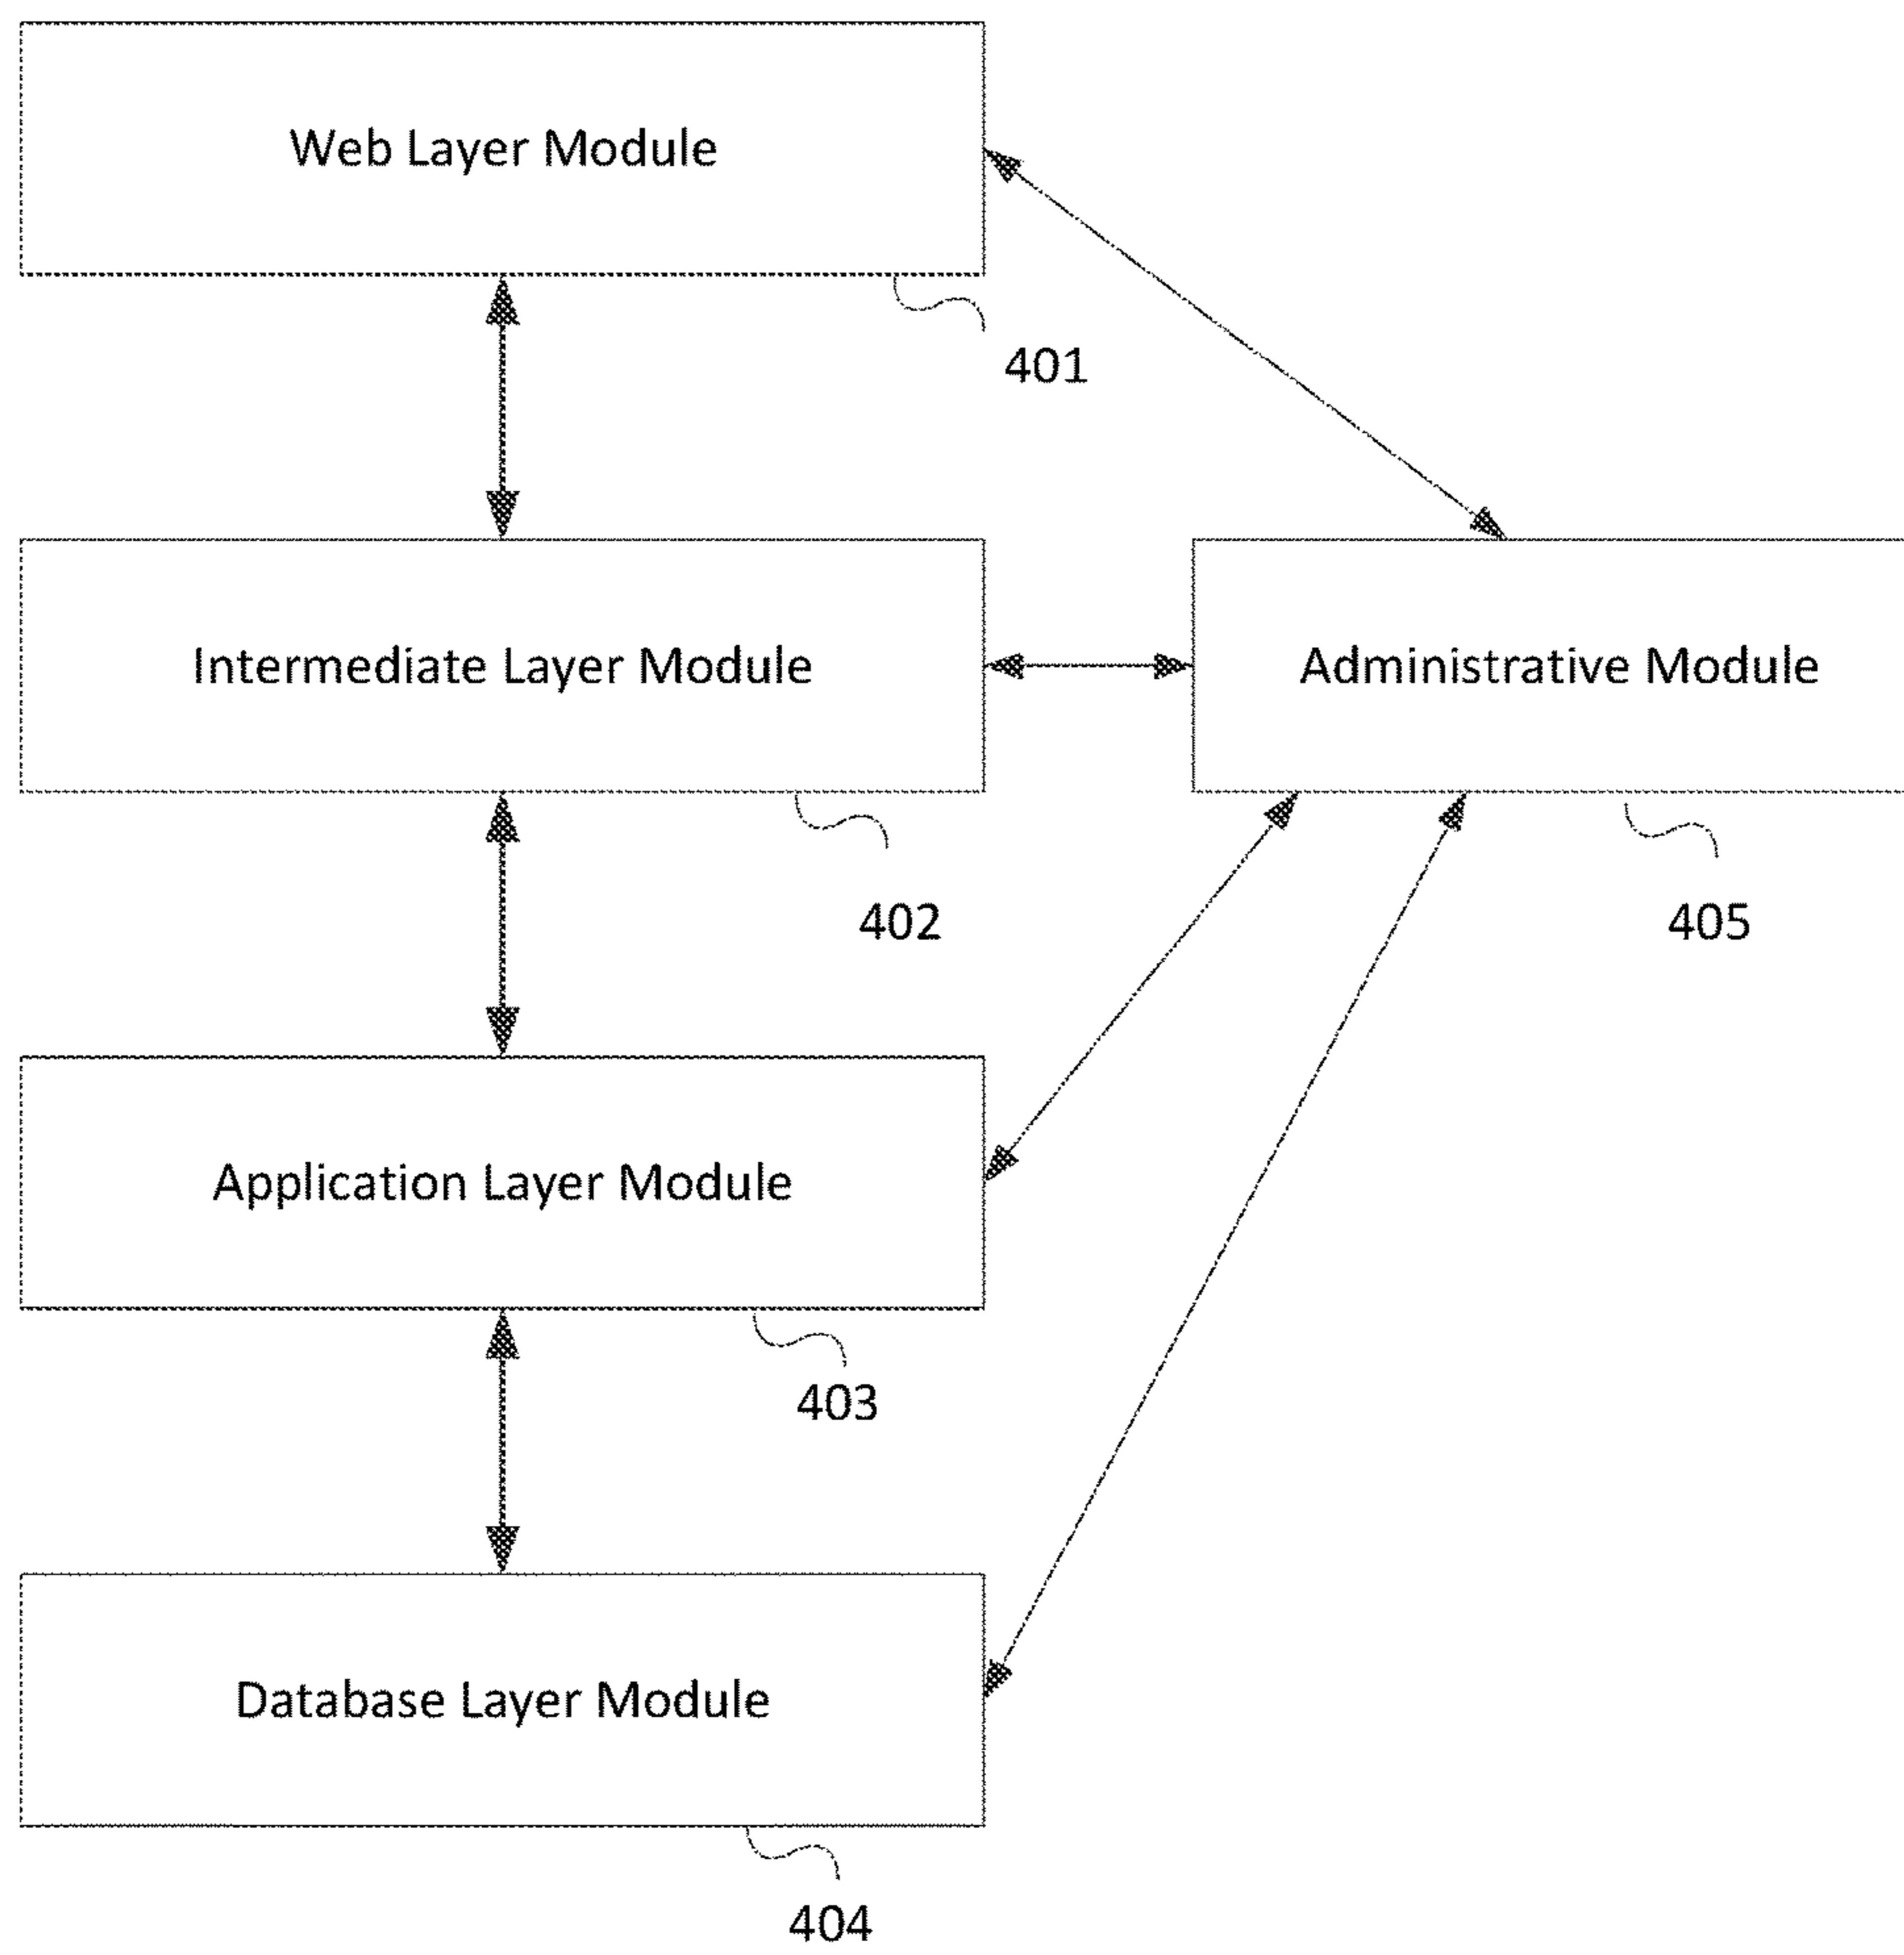 Web Layer Module
401
Intermediate Layer Module
Administrative Module
402
405
Application Layer Module
403
Database Layer Module
404